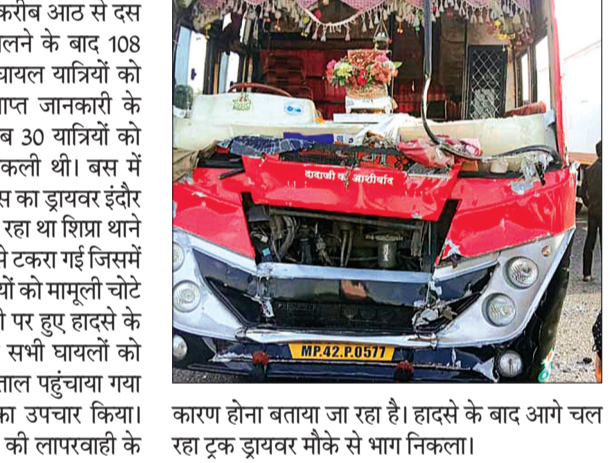 करीब आठ से दस
लने के बाद 108
घायल यात्रियों को
प्त जानकारी के
ब 30 यात्रियों को
कली थी। बस में
स का ड्रायवर इंदौर
रहा था शिप्रा थाने
से टकरा गई जिसमें
यों को मामूली चोटे
ी पर हुए हादसे के
सभी घायलों को
ताल पहुंचाया गया
का उपचार किया।
की लापरवाही के
दादाजी का आशीर्वाद
MP.42.P.0577
कारण होना बताया जा रहा है। हादसे के बाद आगे चल
रहा ट्रक ड्रायवर मौके से भाग निकला।